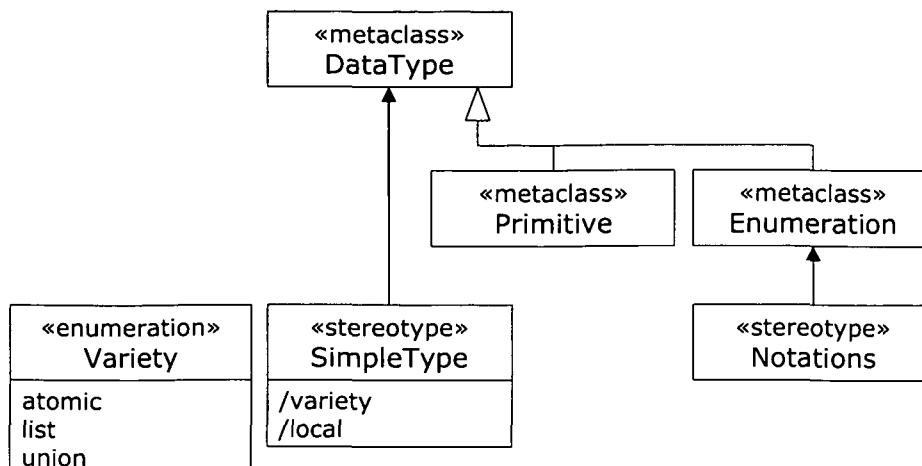 «metaclass»
DataType
«metaclass»
Primitive
«metaclass»
Enumeration
«enumeration»
Variety
atomic
list
union
«stereotype»
SimpleType
/variety
/local
«stereotype»
Notations